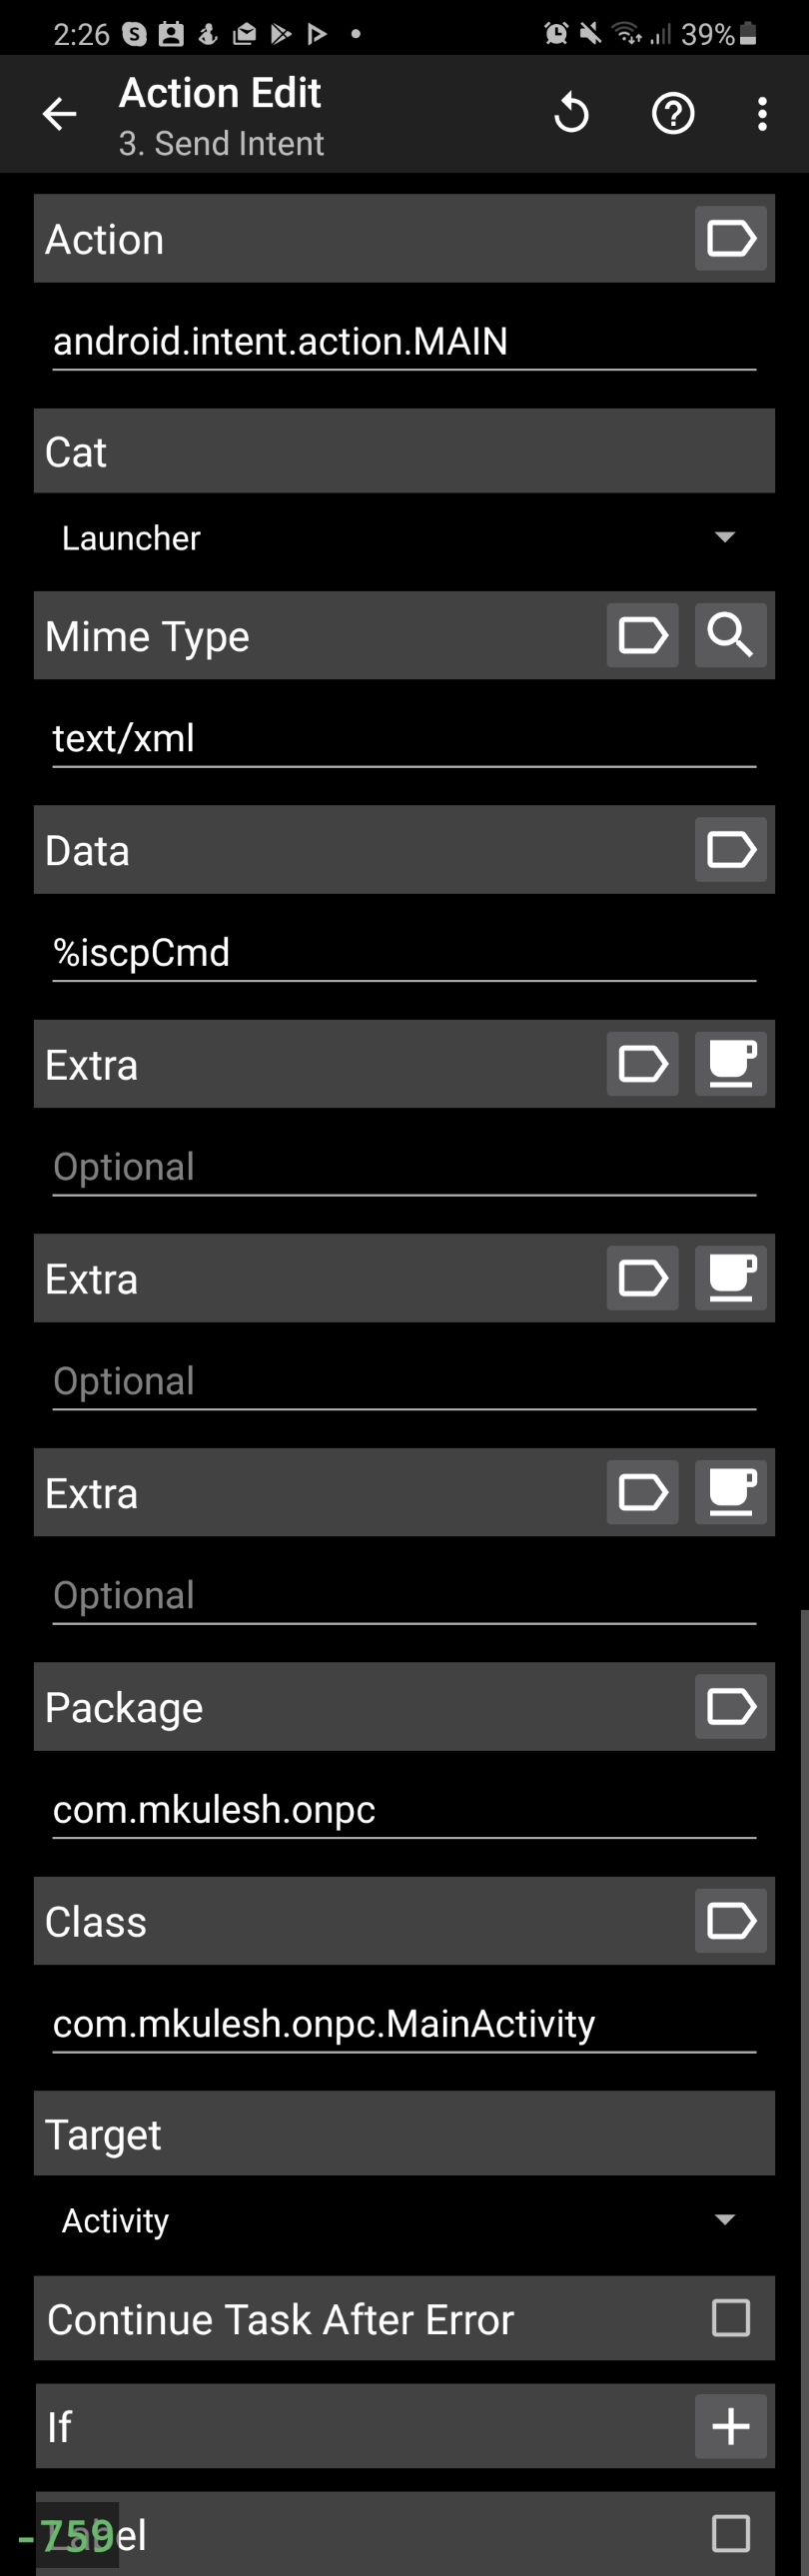 2:26 39%
Action Edit
3. Send Intent
Action
android.intent.action.MAIN
Cat
Launcher
Mime Type
text/xml
Data
%iscpCmd
Extra
Optional
Extra
Optional
Extra
Optional
Package
com.mkulesh.onpc
Class
com.mkulesh.onpc.MainActivity
Target
Activity
Continue Task After Error
If
Label
-759